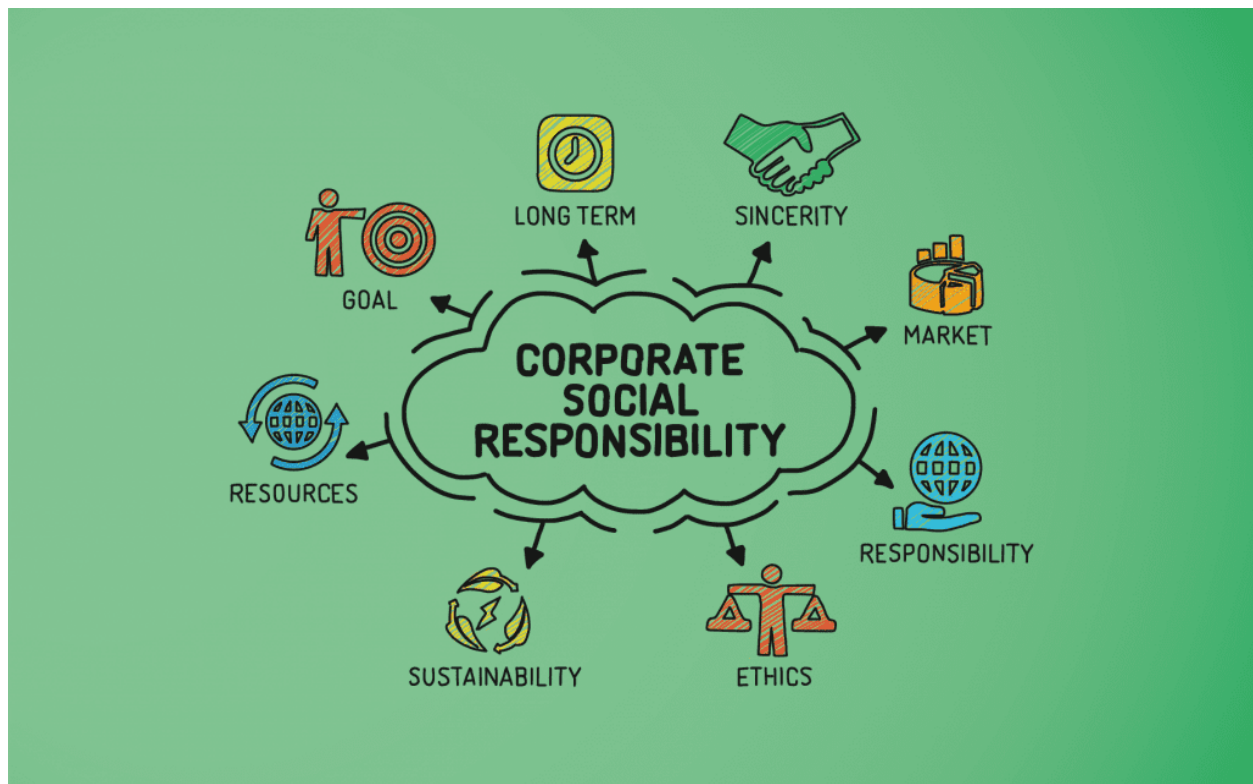 LONG TERM
SINCERITY
GOAL
MARKET
CORPORATE
SOCIAL
RESPONSIBILITY
RESOURCES
RESPONSIBILITY
SUSTAINABILITY
ETHICS